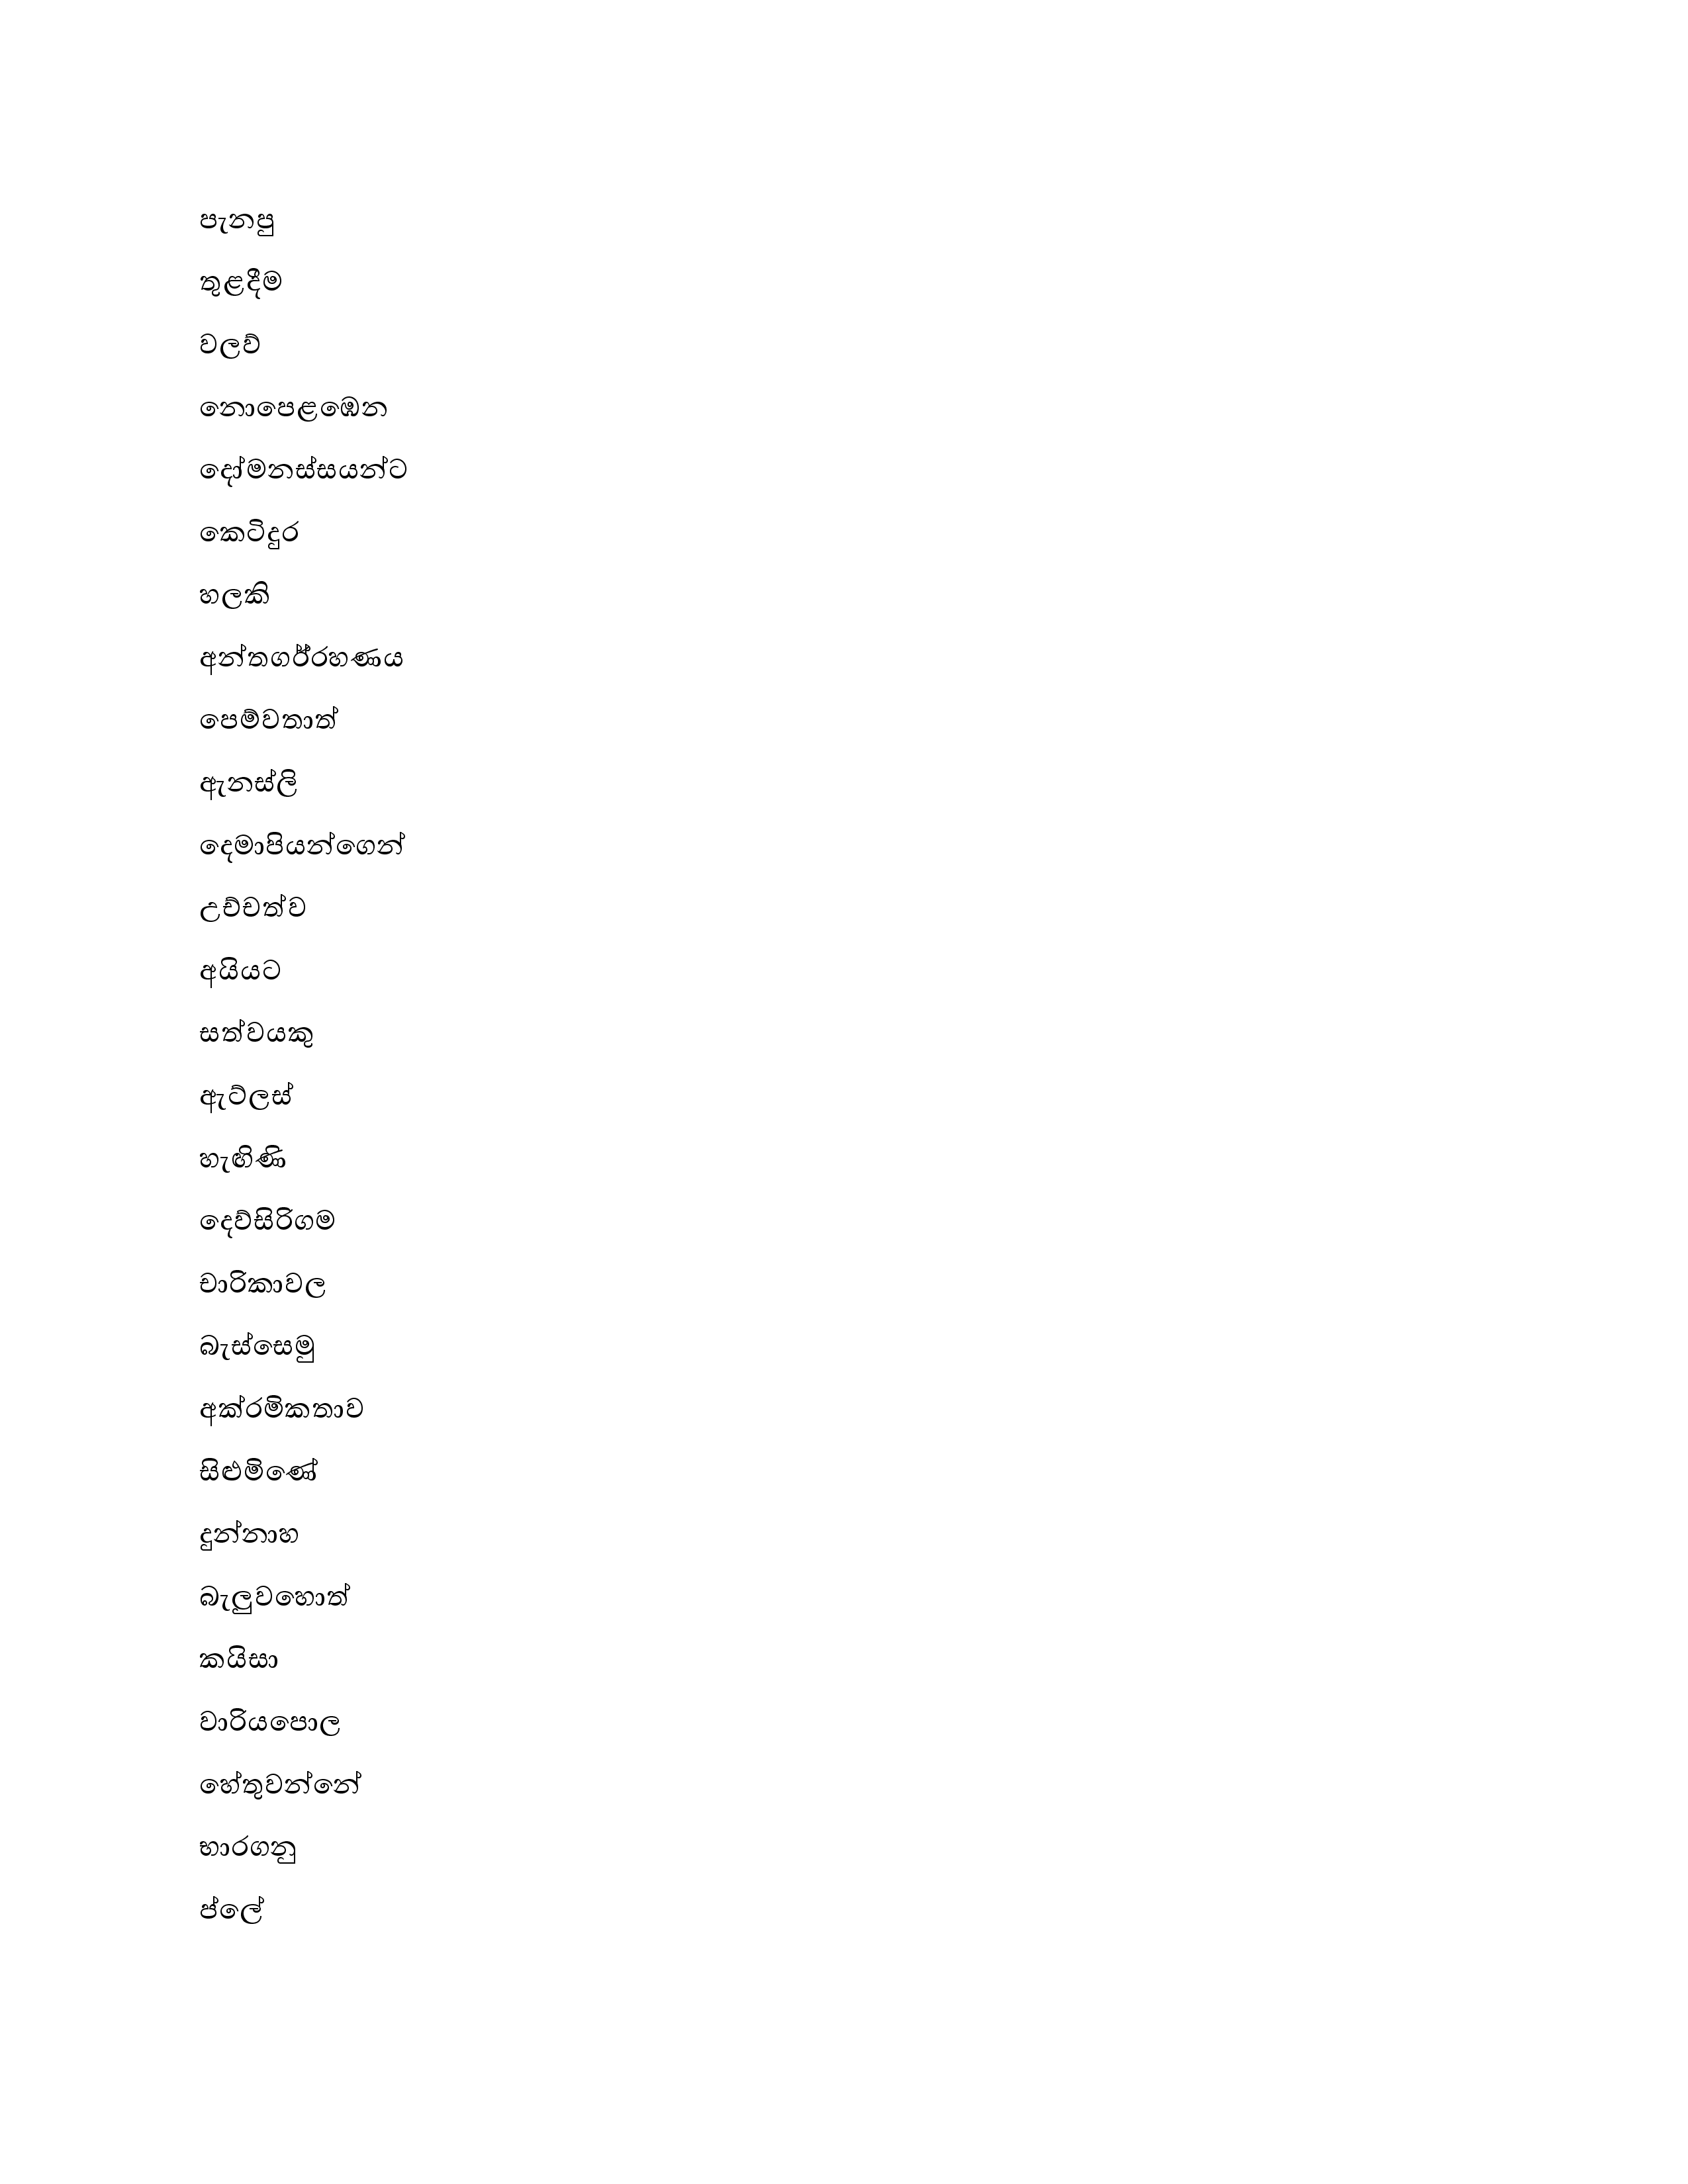 පැනපු
තුළදීම
වලව්
නොපෙළඹෙන
දෝමනස්සයන්ට
කෙටිදුර
හලකි
අන්තර්ග්රහණය
පෙම්වතාත්
ඇනස්ලි
දෙමාපියන්ගෙන්
උච්චත්ව
අයියට
සත්වයකු
ඇට්ලස්
හැඟිණි
දෙව්සිරිගම
චාරිකාවල
බැස්සෙමු
අක්රමිකතාව
සිළුමිණේ
දුන්නාහ
බැලුවහොත්
කයිසා
වාරියපොල
හේතුවන්නේ
භාරගනු
ප්ලේ